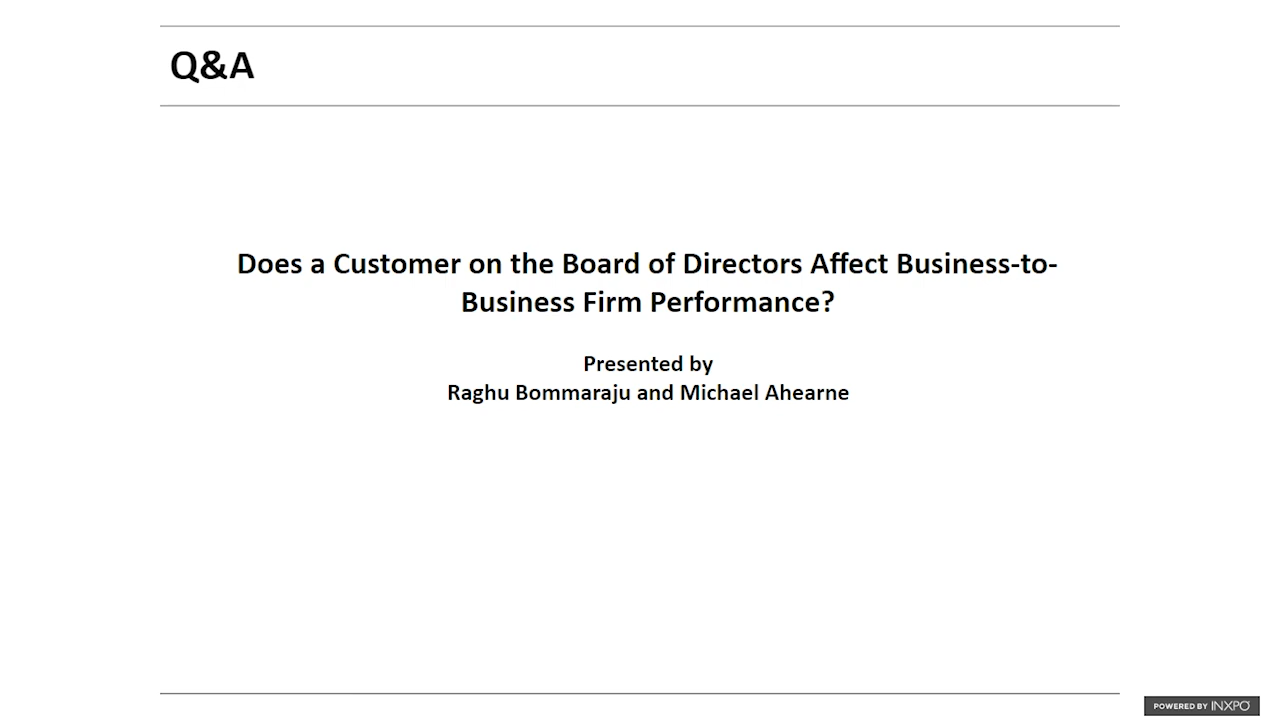 Q&A
Does a Customer on the Board of Directors Affect Business-to-
Business Firm Performance?
Presented by
Raghu Bommaraju and Michael Ahearne
POWERED BY INXPO